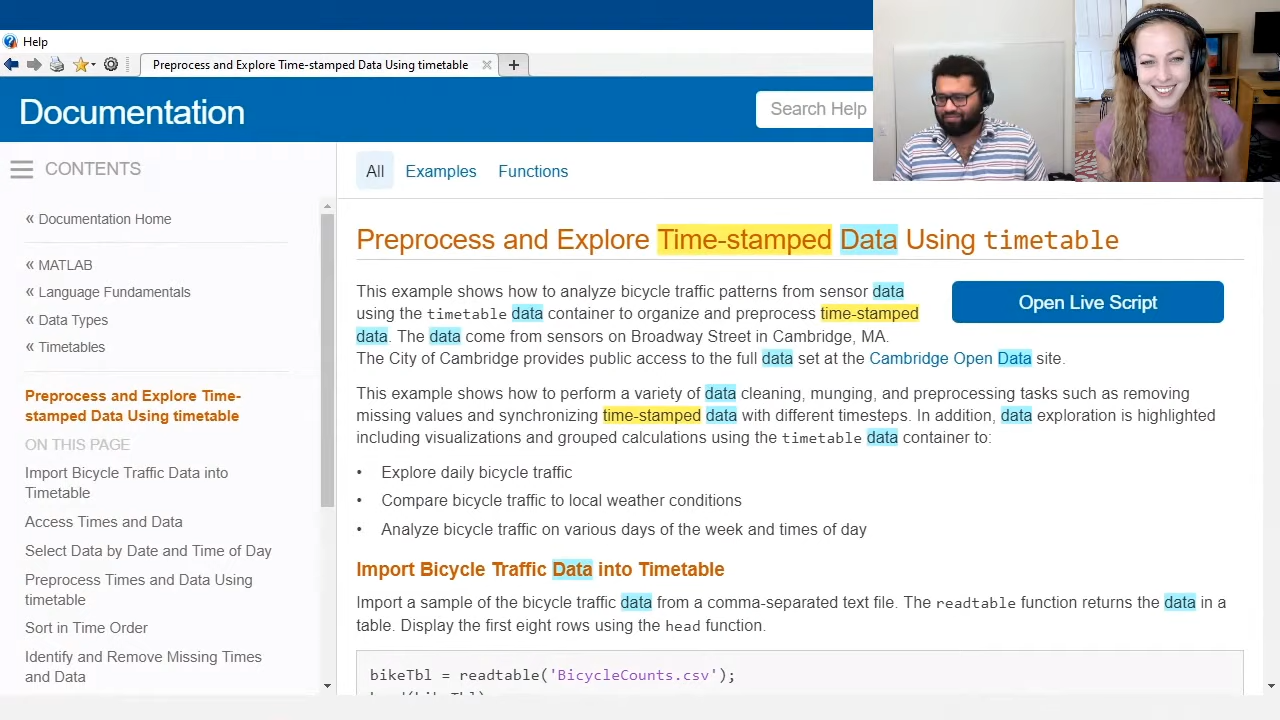 Help
Preprocess and Explore Time-stamped Data Using timetable
Documentation
Search Help
CONTENTS
« Documentation Home
« MATLAB
« Language Fundamentals
« Data Types
« Timetables
Preprocess and Explore Time-
stamped Data Using timetable
ON THIS PAGE
Import Bicycle Traffic Data into
Timetable
Access Times and Data
Select Data by Date and Time of Day
Preprocess Times and Data Using
timetable
Sort in Time Order
Identify and Remove Missing Times
and Data
All Examples Functions
Preprocess and Explore Time-stamped Data Using timetable
This example shows how to analyze bicycle traffic patterns from sensor data
using the timetable data container to organize and preprocess time-stamped
data. The data come from sensors on Broadway Street in Cambridge, MA.
The City of Cambridge provides public access to the full data set at the Cambridge Open Data site.
Open Live Script
This example shows how to perform a variety of data cleaning, munging, and preprocessing tasks such as removing
missing values and synchronizing time-stamped data with different timesteps. In addition, data exploration is highlighted
including visualizations and grouped calculations using the timetable data container to:
• Explore daily bicycle traffic
• Compare bicycle traffic to local weather conditions
• Analyze bicycle traffic on various days of the week and times of day
Import Bicycle Traffic Data into Timetable
Import a sample of the bicycle traffic data from a comma-separated text file. The readtable function returns the data in a
table. Display the first eight rows using the head function.
bikeTbl = readtable('BicycleCounts.csv');